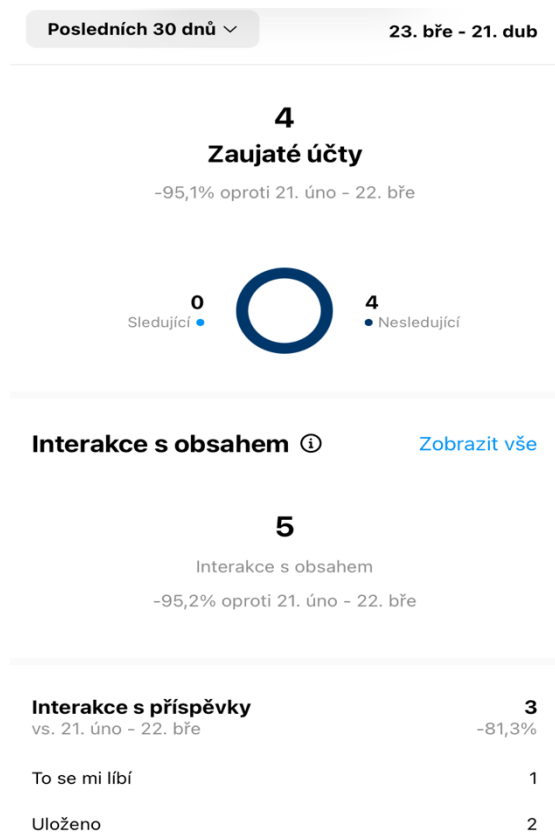 Posledních 30 dnů
23. bře - 21. dub
4
Zaujaté účty
-95,1% oproti 21. úno - 22. bře
0
Sledující
4
Nesledující
Interakce s obsahem
Zobrazit vše
5
Interakce s obsahem
-95,2% oproti 21. úno - 22. bře
Interakce s příspěvky 3
vs. 21. úno - 22. bře -81,3%
To se mi líbí 1
Uloženo 2